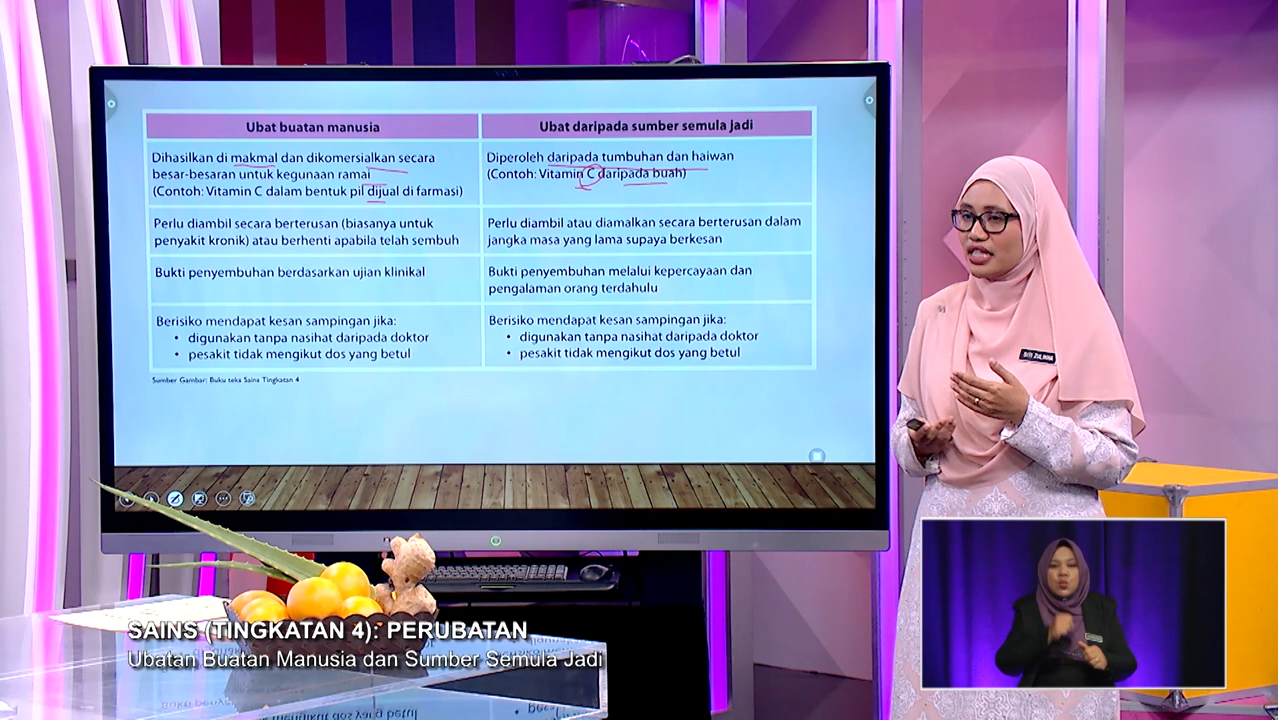 Ubat buatan manusia
Ubat daripada sumber semula jadi
Dihasilkan di makmal dan dikomersialkan secara
besar-besaran untuk kegunaan ramai
(Contoh: Vitamin C dalam bentuk pil dijual di farmasi)
Diperoleh daripada tumbuhan dan haiwan
(Contoh: Vitamin C daripada buah)
Perlu diambil secara berterusan (biasanya untuk
penyakit kronik) atau berhenti apabila telah sembuh
Perlu diambil atau diamalkan secara berterusan dalam
jangka masa yang lama supaya berkesan
Bukti penyembuhan berdasarkan ujian klinikal
Bukti penyembuhan melalui kepercayaan dan
pengalaman orang terdahulu
Berisiko mendapat kesan sampingan jika:
• digunakan tanpa nasihat daripada doktor
• pesakit tidak mengikut dos yang betul
Berisiko mendapat kesan sampingan jika:
• digunakan tanpa nasihat daripada doktor
• pesakit tidak mengikut dos yang betul
Sumber Gambar: Buku teks Sains Tingkatan 4
SITI ZULAIHA
SAINS (TINGKATAN 4): PERUBATAN
Ubatan Buatan Manusia dan Sumber Semula Jadi